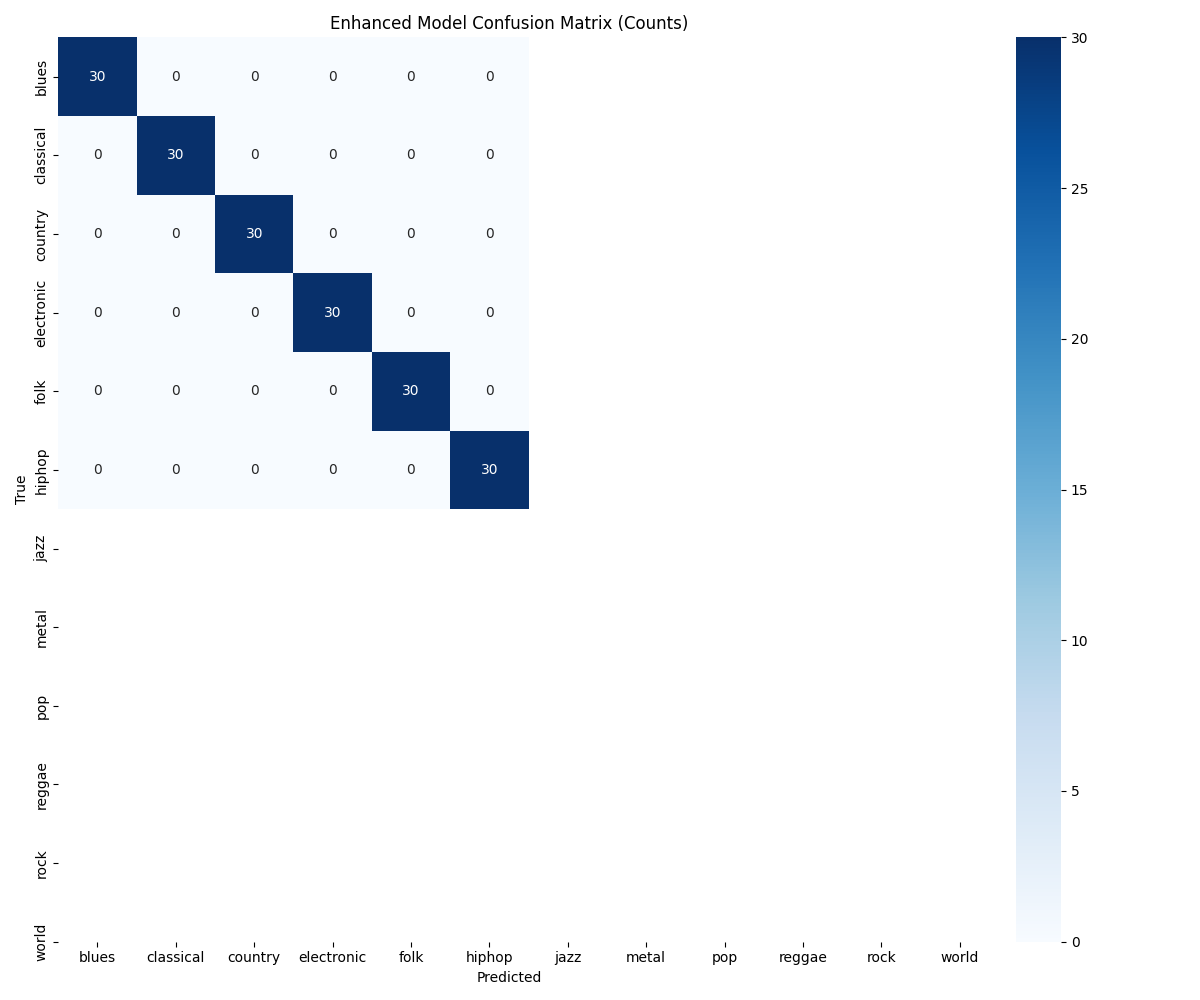 Enhanced Model Confusion Matrix (Counts)
blues 30 0 0 0 0 0
classical 0 30 0 0 0 0
country 0 0 30 0 0 0
electronic 0 0 0 30 0 0
folk 0 0 0 0 30 0
hiphop 0 0 0 0 0 30
jazz
metal
pop
reggae
rock
world
True
blues classical country electronic folk hiphop jazz metal pop reggae rock world
Predicted
30
25
20
15
10
5
0